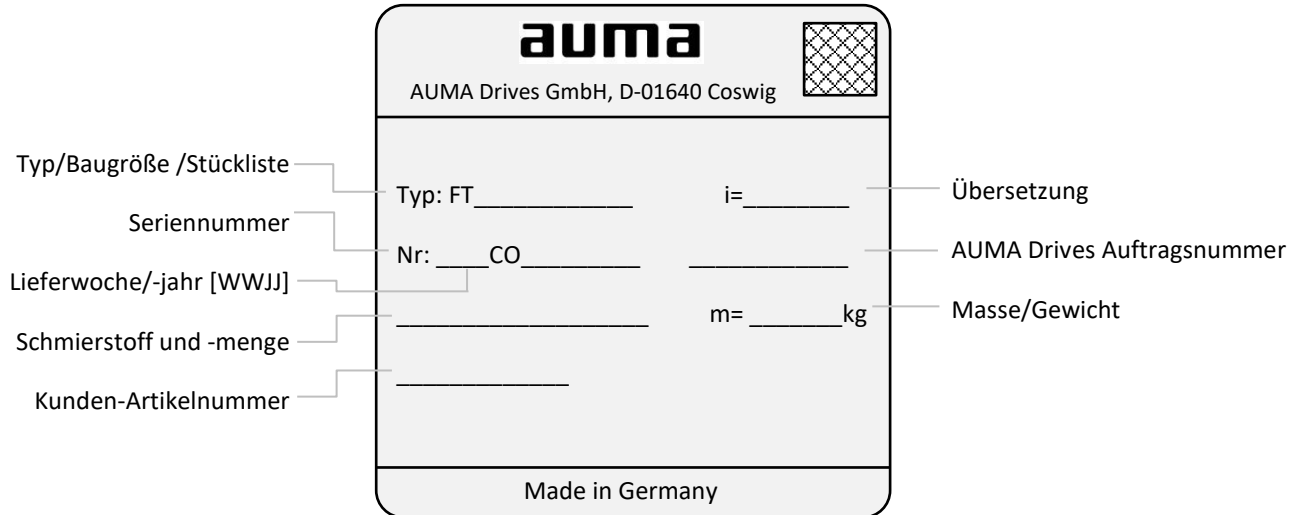 auma
AUMA Drives GmbH, D-01640 Coswig
Typ/Baugröße /Stückliste
Typ: FT____________
i=________
Übersetzung
Seriennummer
Nr: ____CO_________
____________
AUMA Drives Auftragsnummer
Lieferwoche/-jahr [WWJJ]
___________________
m= _______kg
Masse/Gewicht
Schmierstoff und -menge
_____________
Kunden-Artikelnummer
Made in Germany